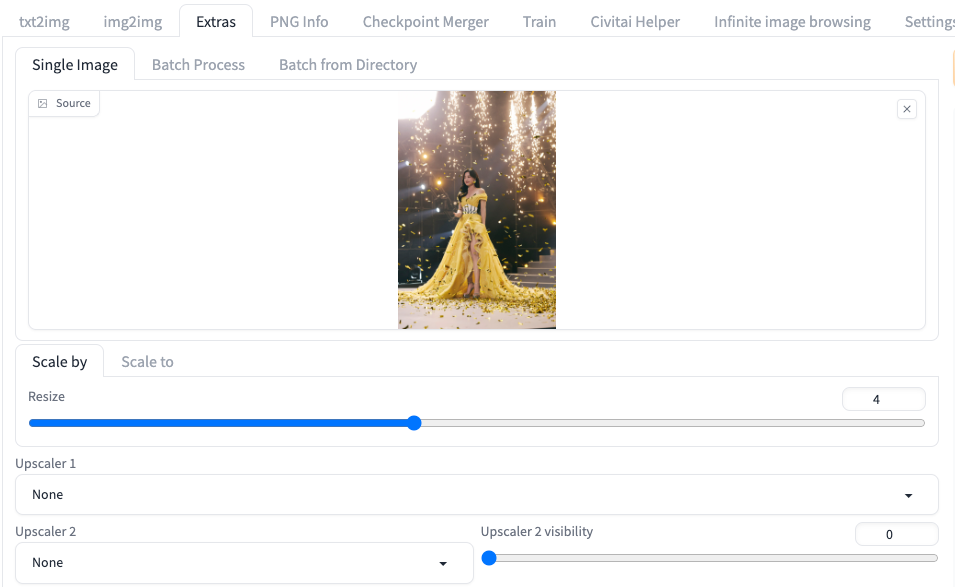 txt2img img2img Extras PNG Info Checkpoint Merger Train Civitai Helper Infinite image browsing Settings
Single Image Batch Process Batch from Directory
Source
Scale by Scale to
Resize 4
Upscaler 1
None
Upscaler 2 Upscaler 2 visibility 0
None